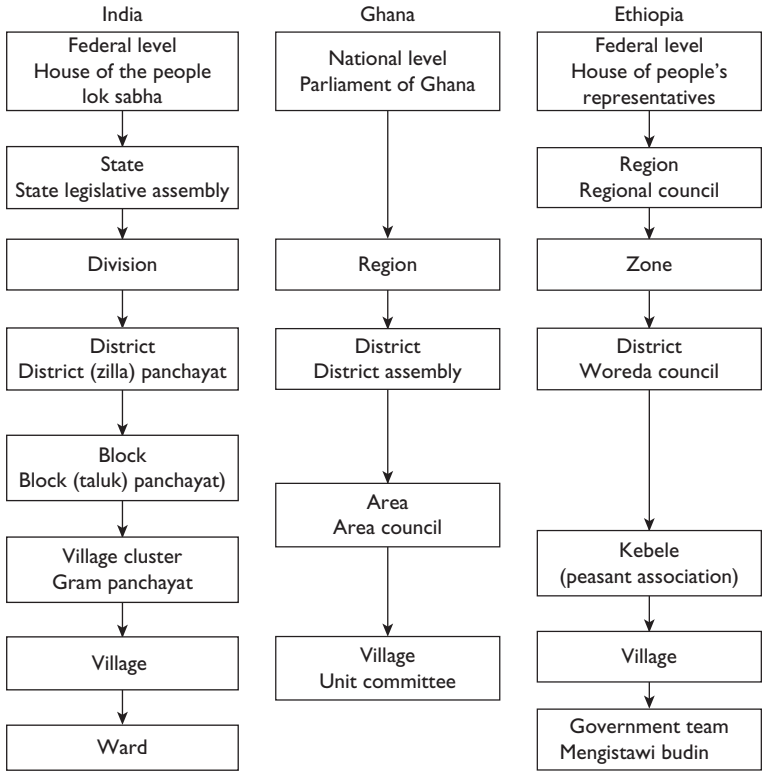 India
Federal level
House of the people
lok sabha
State
State legislative assembly
Division
District
District (zilla) panchayat
Block
Block (taluk) panchayat)
Village cluster
Gram panchayat
Village
Ward
Ghana
National level
Parliament of Ghana
Region
District
District assembly
Area
Area council
Village
Unit committee
Ethiopia
Federal level
House of people’s
representatives
Region
Regional council
Zone
District
Woreda council
Kebele
(peasant association)
Village
Government team
Mengistawi budin